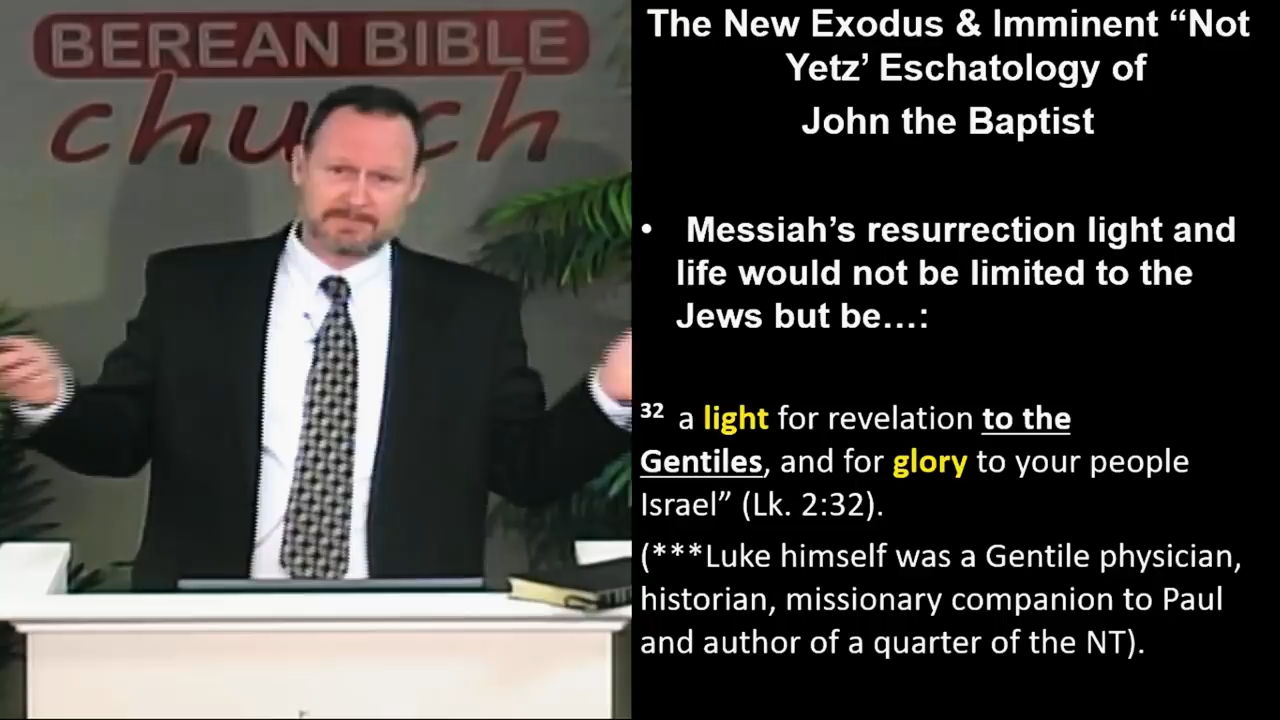 BEREAN BIBLE
church
The New Exodus & Imminent “Not
Yetz’ Eschatology of
John the Baptist
• Messiah’s resurrection light and
life would not be limited to the
Jews but be…:
³² a light for revelation to the
Gentiles, and for glory to your people
Israel” (Lk. 2:32).
(***Luke himself was a Gentile physician,
historian, missionary companion to Paul
and author of a quarter of the NT).